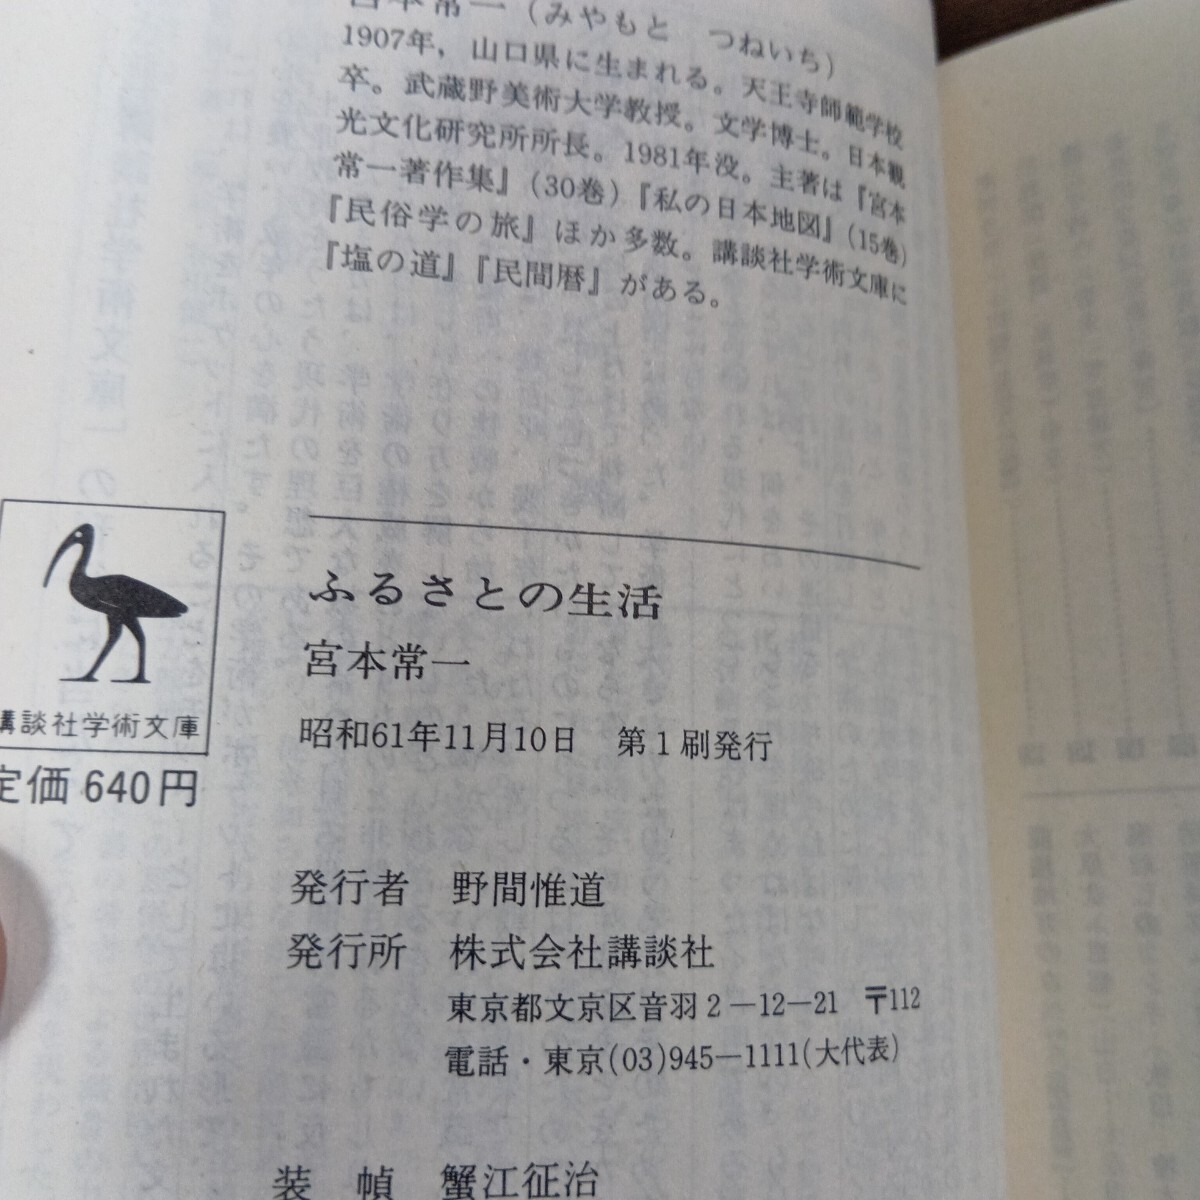 宮本常一(みやもと つねいち)
1907年,山口県に生まれる。天王寺師範学校
卒。武蔵野美術大学教授。文学博士。日本観
光文化研究所所長。1981年没。主著は『宮本
常一著作集』(30巻)『私の日本地図』(15巻)
『民俗学の旅』ほか多数。講談社学術文庫に
『塩の道』『民間暦』がある。
講談社学術文庫
定価640円
ふるさとの生活
宮本常一
昭和61年11月10日 第1刷発行
発行者 野間惟道
発行所 株式会社講談社
東京都文京区音羽2-12-21 〒112
電話・東京(03)945-1111(大代表)
装 幀 蟹江征治